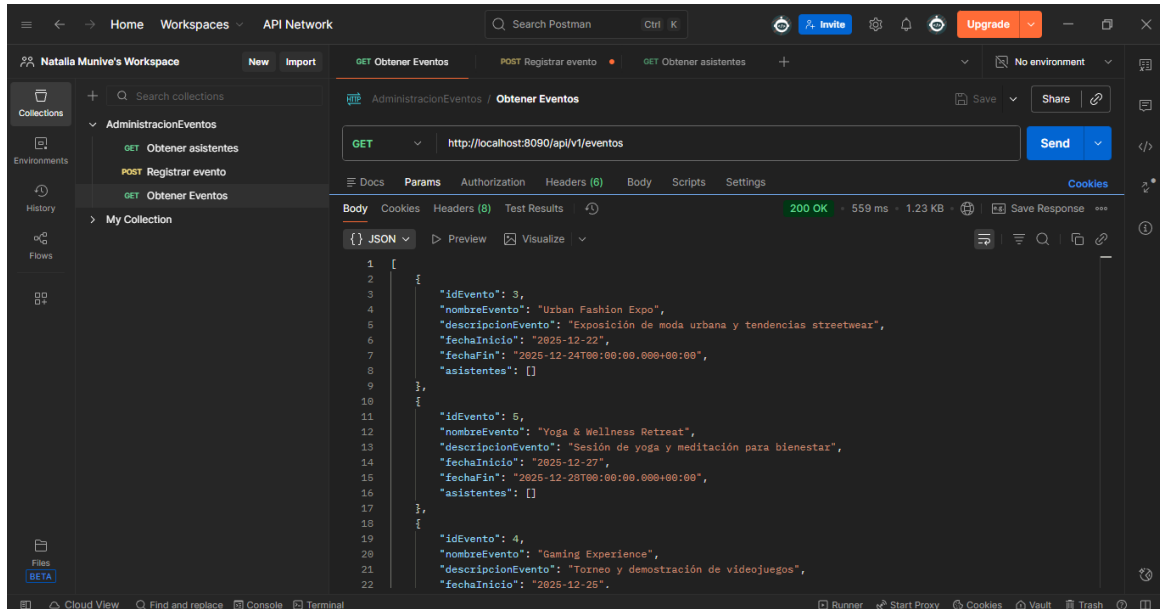 Home Workspaces API Network Search Postman Ctrl K Invite Upgrade
Natalia Munive's Workspace New Import GET Obtener Eventos POST Registrar evento GET Obtener asistentes No environment
Collections
Environments
History
Flows
Files
BETA
Search collections
AdministracionEventos
GET Obtener asistentes
POST Registrar evento
GET Obtener Eventos
My Collection
HTTP AdministracionEventos / Obtener Eventos Save Share
GET http://localhost:8090/api/v1/eventos Send
Docs Params Authorization Headers (6) Body Scripts Settings Cookies
Body Cookies Headers (8) Test Results 200 OK 559 ms 1.23 KB e.g. Save Response
{} JSON Preview Visualize
1 [
2 {
3 "idEvento": 3,
4 "nombreEvento": "Urban Fashion Expo",
5 "descripcionEvento": "Exposición de moda urbana y tendencias streetwear",
6 "fechaInicio": "2025-12-22",
7 "fechaFin": "2025-12-24T00:00:00.000+00:00",
8 "asistentes": []
9 },
10 {
11 "idEvento": 5,
12 "nombreEvento": "Yoga & Wellness Retreat",
13 "descripcionEvento": "Sesión de yoga y meditación para bienestar",
14 "fechaInicio": "2025-12-27",
15 "fechaFin": "2025-12-28T00:00:00.000+00:00",
16 "asistentes": []
17 },
18 {
19 "idEvento": 4,
20 "nombreEvento": "Gaming Experience",
21 "descripcionEvento": "Torneo y demostración de videojuegos",
22 "fechaInicio": "2025-12-25",
Cloud View Find and replace Console Terminal Runner Start Proxy Cookies Vault Trash